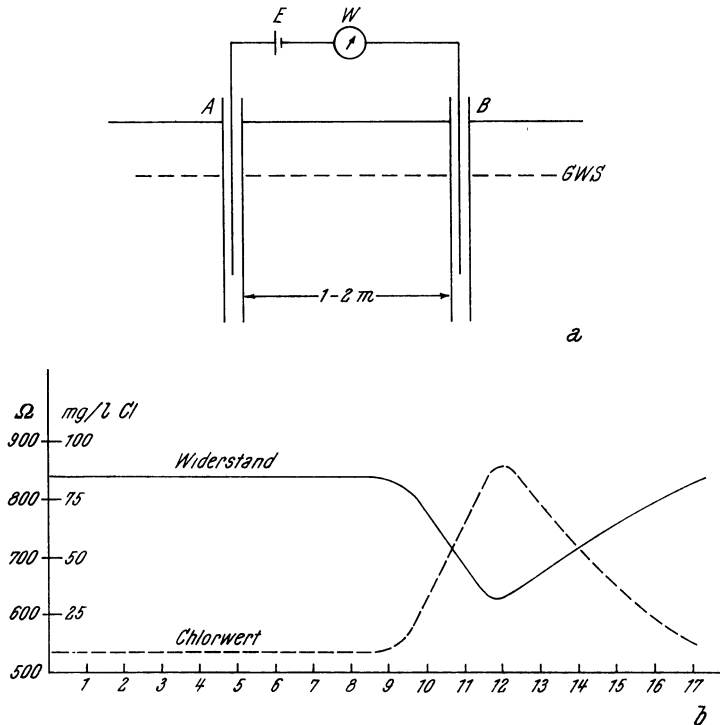 E W
A B
GWS
1-2 m
a
Ω mg/l Cl
900 100
Widerstand
800 75
700 50
600 25
Chlorwert
500
1 2 3 4 5 6 7 8 9 10 11 12 13 14 15 16 17
b